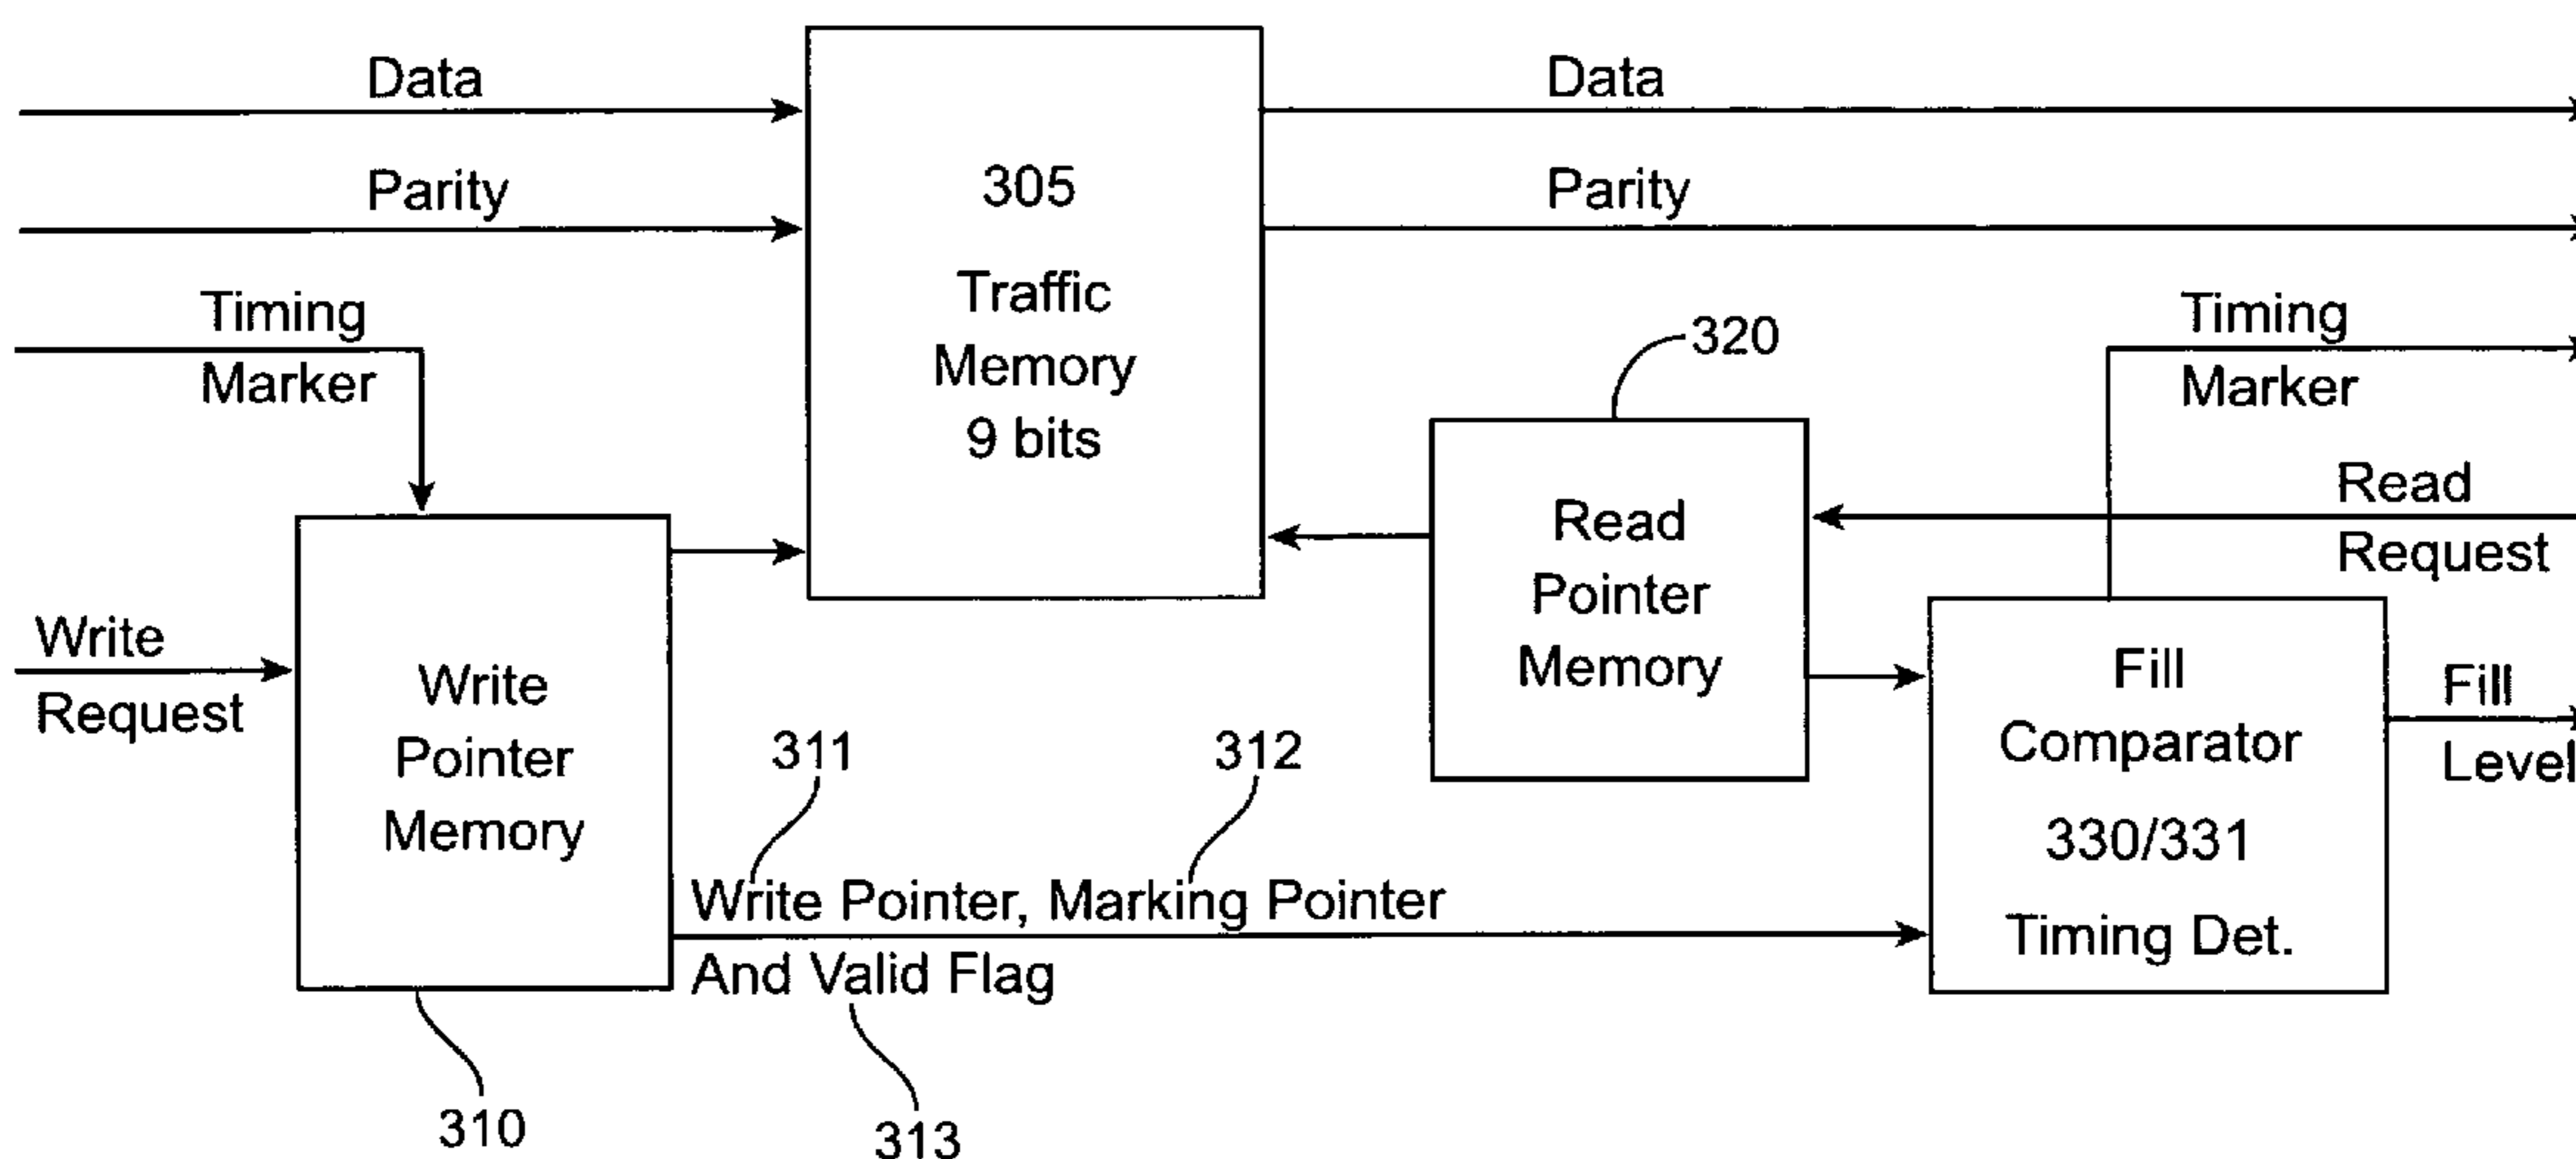 Data
Data
Parity
305
Parity
Traffic
Memory
9 bits
Timing
Marker
320
Timing
Marker
Read
Request
Read
Pointer
Memory
Write
Request
Write
Pointer
Memory
311
312
Fill
Comparator
330/331
Timing Det.
Fill
Level
Write Pointer, Marking Pointer
And Valid Flag
310
313